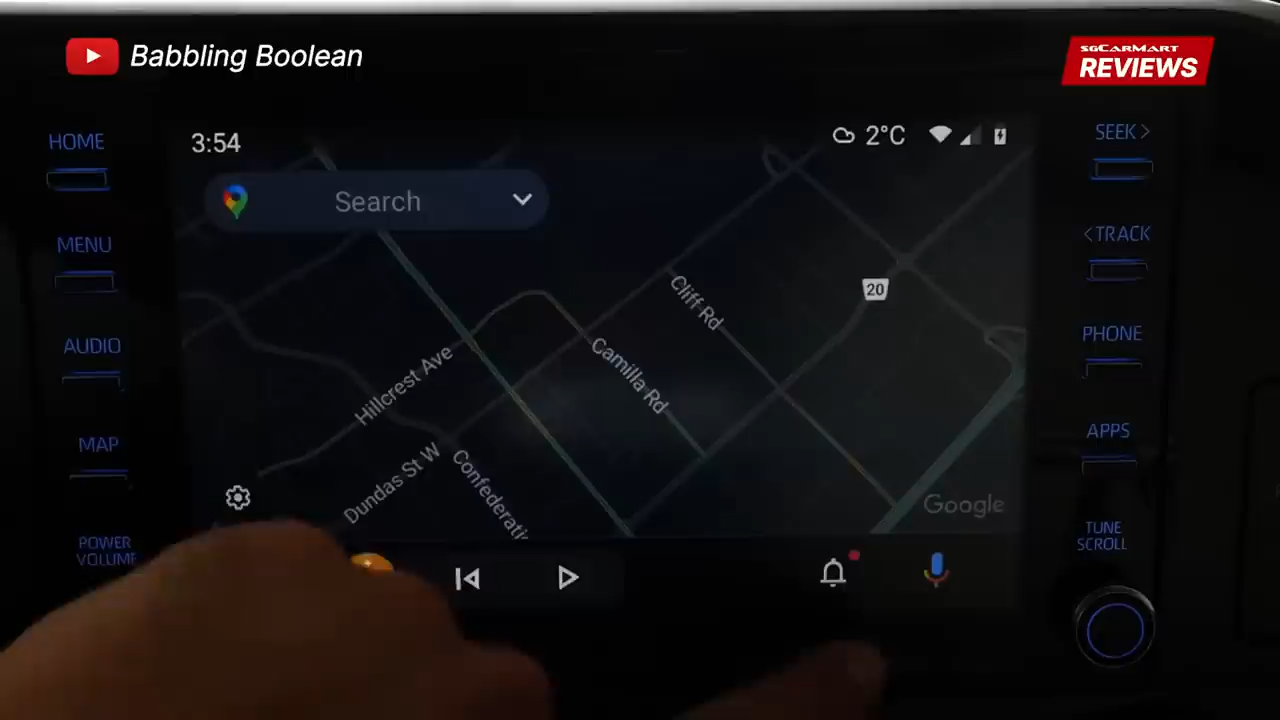 Babbling Boolean
SGCARMART
REVIEWS
HOME
MENU
AUDIO
MAP
POWER
VOLUME
3:54
2°C
Search
Cliff Rd
20
Camilla Rd
Hillcrest Ave
Dundas St W
Confederati
Google
SEEK >
< TRACK
PHONE
APPS
TUNE
SCROLL